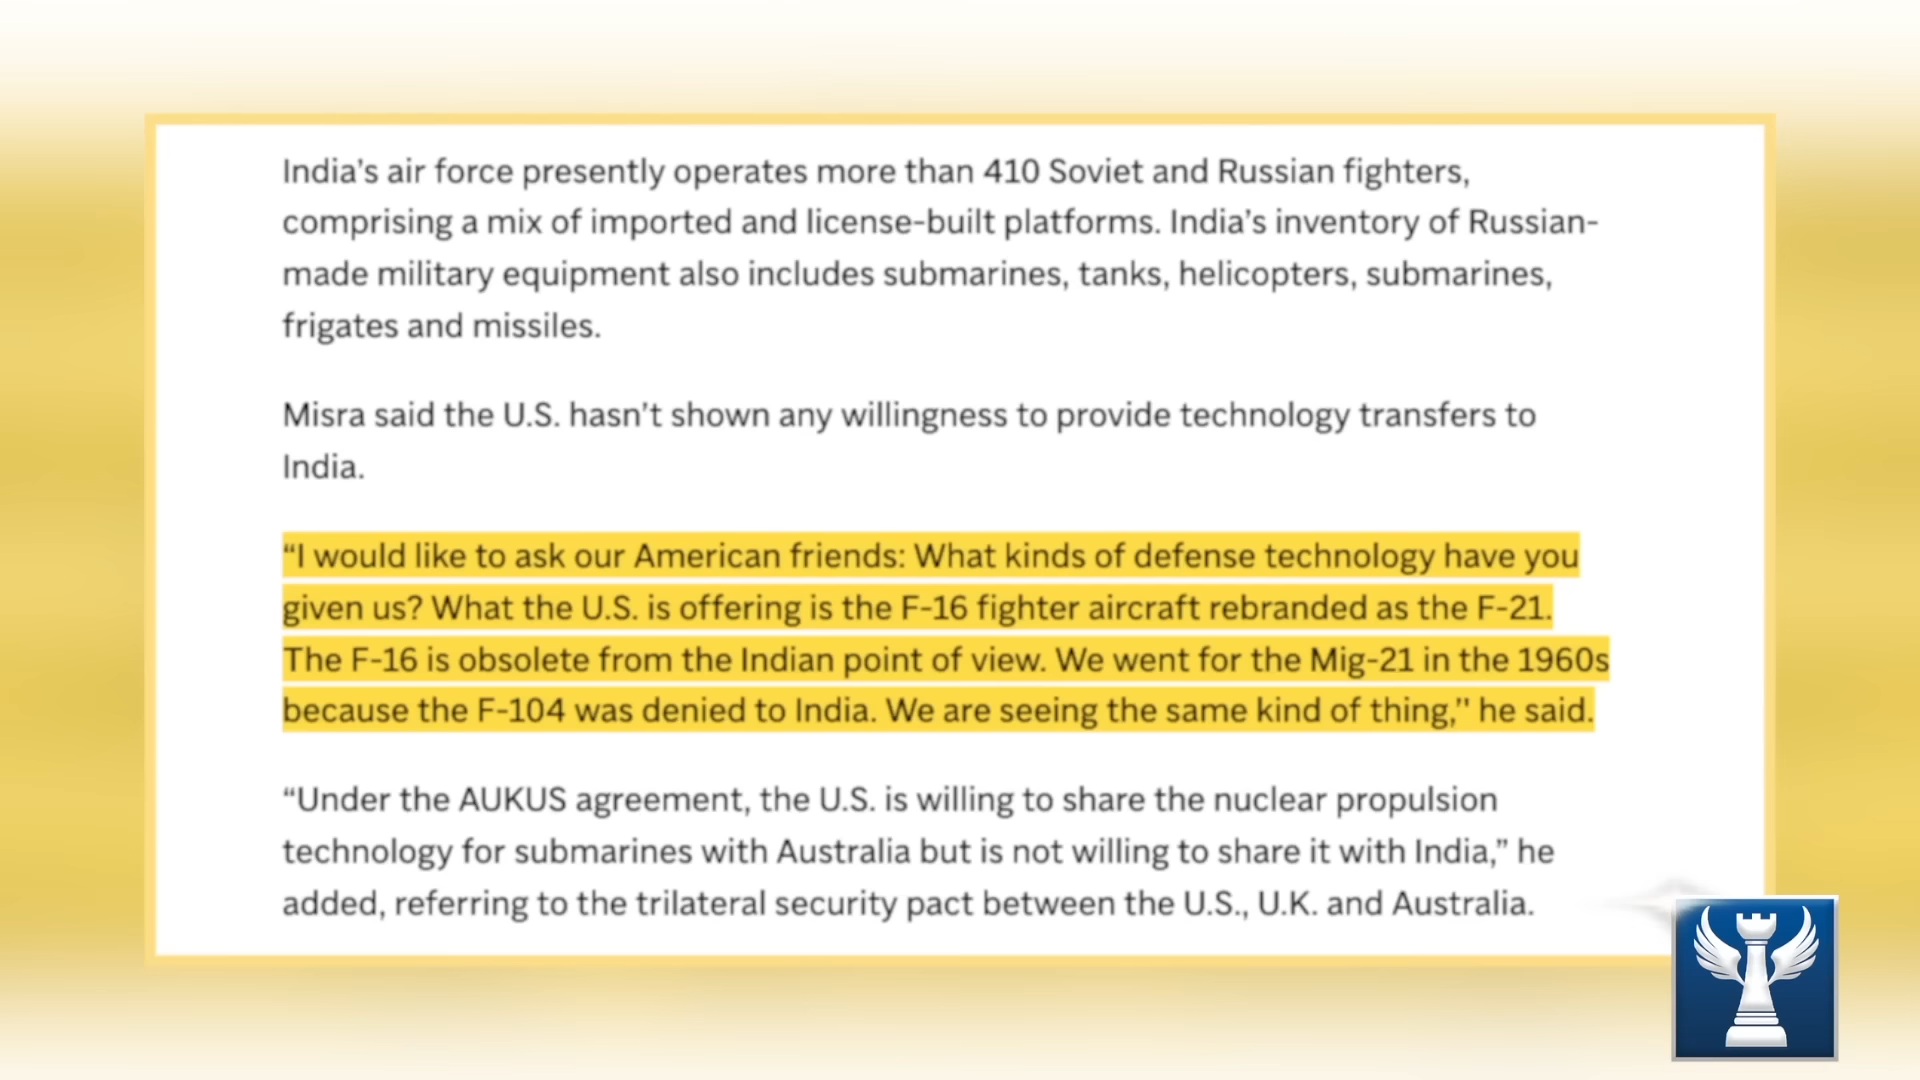 India’s air force presently operates more than 410 Soviet and Russian fighters,
comprising a mix of imported and license-built platforms. India’s inventory of Russian-
made military equipment also includes submarines, tanks, helicopters, submarines,
frigates and missiles.
Misra said the U.S. hasn’t shown any willingness to provide technology transfers to
India.
“I would like to ask our American friends: What kinds of defense technology have you
given us? What the U.S. is offering is the F-16 fighter aircraft rebranded as the F-21.
The F-16 is obsolete from the Indian point of view. We went for the Mig-21 in the 1960s
because the F-104 was denied to India. We are seeing the same kind of thing,'' he said.
“Under the AUKUS agreement, the U.S. is willing to share the nuclear propulsion
technology for submarines with Australia but is not willing to share it with India,” he
added, referring to the trilateral security pact between the U.S., U.K. and Australia.